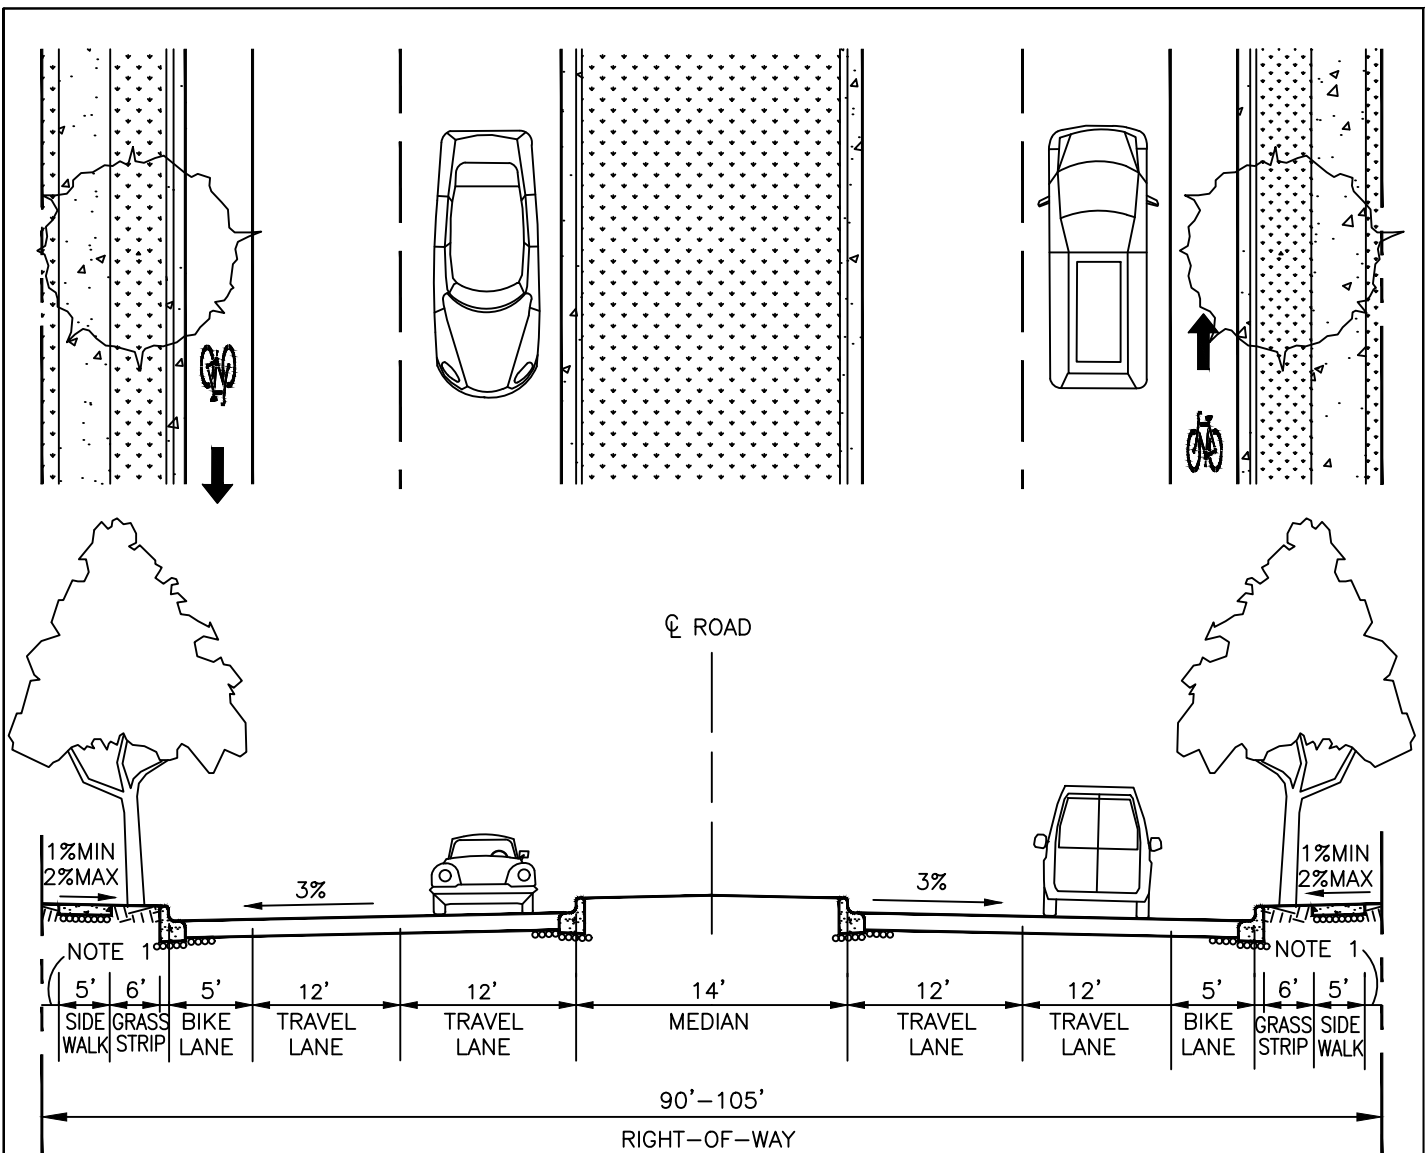 ℄ ROAD
1%MIN
2%MAX
3%
3%
1%MIN
2%MAX
NOTE 1
NOTE 1
5' 6' 5' 12' 12' 14' 12' 12' 5' 6' 5'
SIDE WALK
GRASS STRIP
BIKE LANE
TRAVEL LANE
TRAVEL LANE
MEDIAN
TRAVEL LANE
TRAVEL LANE
BIKE LANE
GRASS STRIP
SIDE WALK
90'-105'
RIGHT-OF-WAY